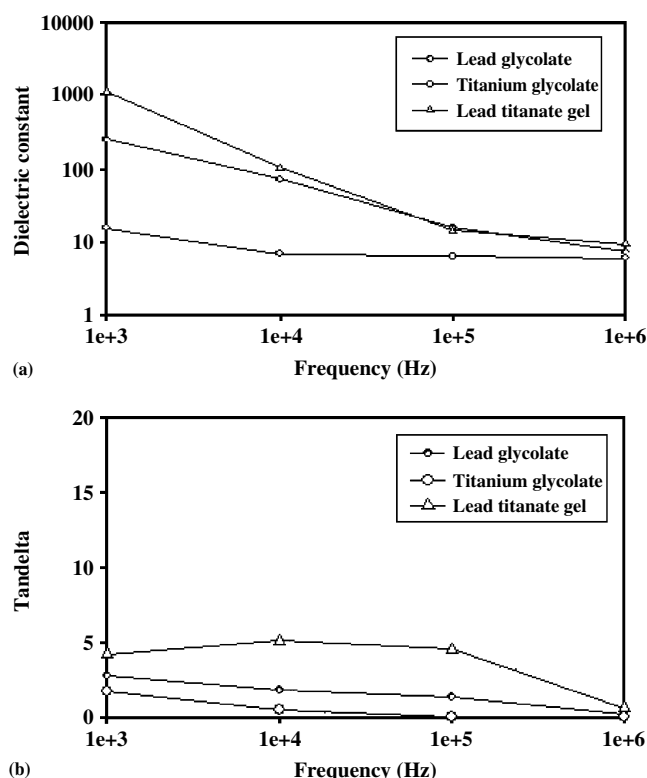 10000
1000
100
10
1
Dielectric constant
Lead glycolate
Titanium glycolate
Lead titanate gel
1e+3 1e+4 1e+5 1e+6
(a) Frequency (Hz)
20
15
10
5
0
Tandelta
Lead glycolate
Titanium glycolate
Lead titanate gel
1e+3 1e+4 1e+5 1e+6
(b) Frequency (Hz)